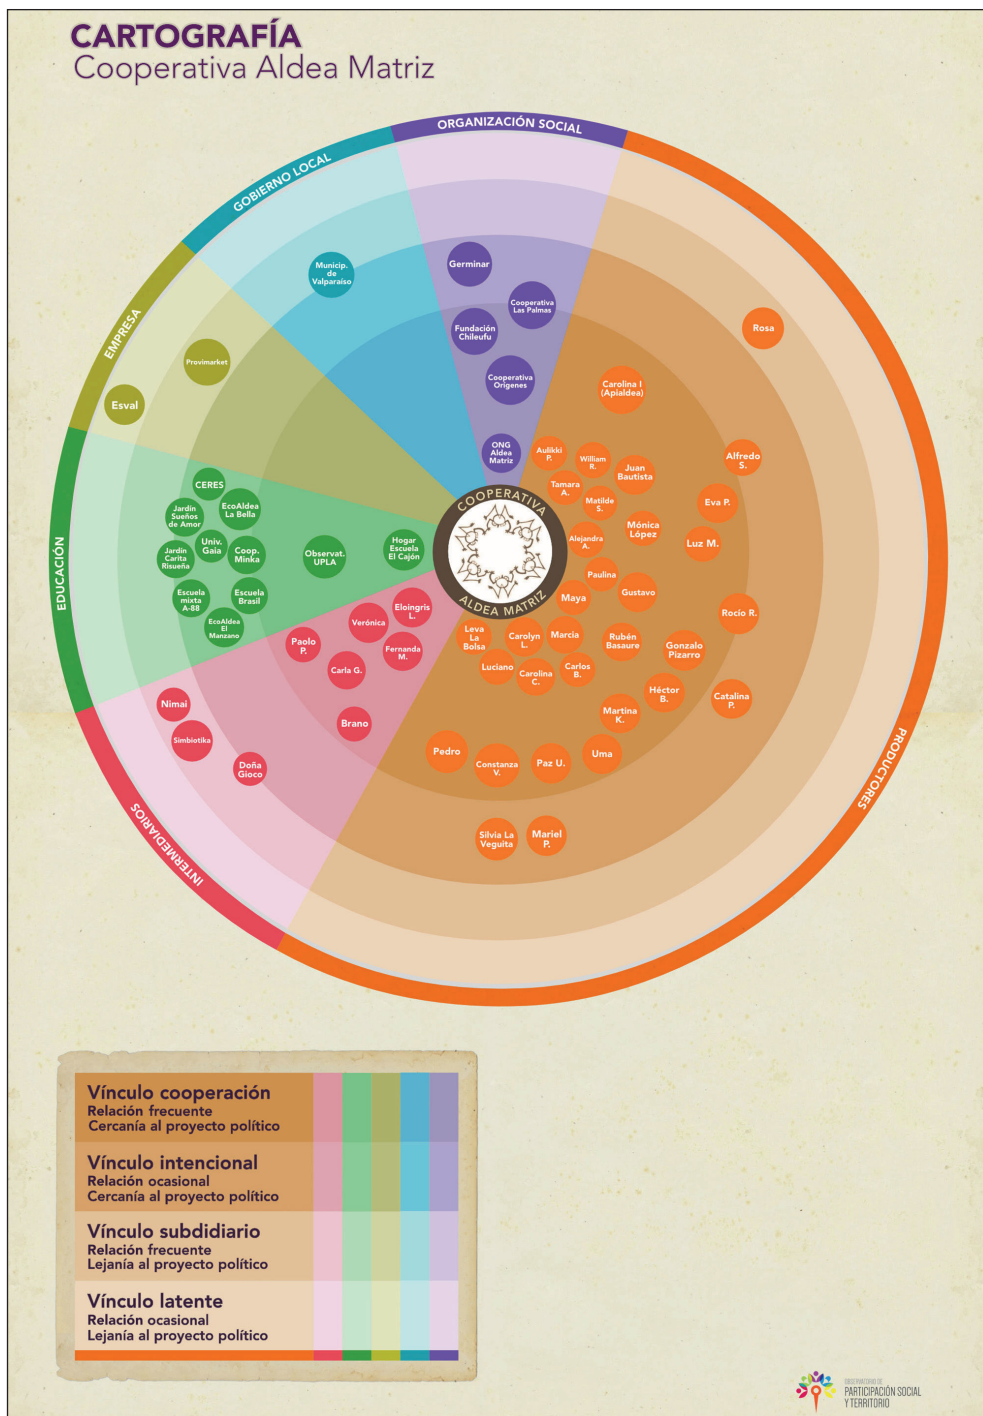 CARTOGRAFÍA
Cooperativa Aldea Matriz
ORGANIZACIÓN SOCIAL
GOBIERNO LOCAL
EMPRESA
EDUCACIÓN
INTERMEDIARIOS
PRODUCTORES
Municip.
de
Valparaíso
Germinar
Cooperativa
Las Palmas
Fundación
Chileufu
Cooperativa
Orígenes
ONG
Aldea
Matriz
Provimarket
Esval
CERES
Jardín
Sueños
de Amor
EcoAldea
La Bella
Univ.
Gaia
Jardín
Carita
Risueña
Coop.
Minka
Escuela
mixta
A-88
Escuela
Brasil
EcoAldea
El
Manzano
Observat.
UPLA
Hogar
Escuela
El Cajón
COOPERATIVA
ALDEA MATRIZ
Eloingris
L.
Verónica
Fernanda
M.
Paolo
P.
Carla G.
Brano
Nimai
Simbiotika
Doña
Gioco
Rosa
Carolina I
(Apialdea)
Aulikki
P.
William
R.
Juan
Bautista
Alfredo
S.
Tamara
A.
Matilde
S.
Eva P.
Mónica
López
Luz M.
Alejandra
A.
Paulina
Gustavo
Maya
Rocío R.
Leva
La
Bolsa
Carolyn
L.
Marcia
Rubén
Basaure
Gonzalo
Pizarro
Luciano
Carolina
C.
Carlos
B.
Héctor
B.
Catalina
P.
Martina
K.
Pedro
Constanza
V.
Paz U.
Uma
Silvia La
Veguita
Mariel
P.
Vínculo cooperación
Relación frecuente
Cercanía al proyecto político
Vínculo intencional
Relación ocasional
Cercanía al proyecto político
Vínculo subdidiario
Relación frecuente
Lejanía al proyecto político
Vínculo latente
Relación ocasional
Lejanía al proyecto político
OBSERVATORIO DE
PARTICIPACIÓN SOCIAL
Y TERRITORIO